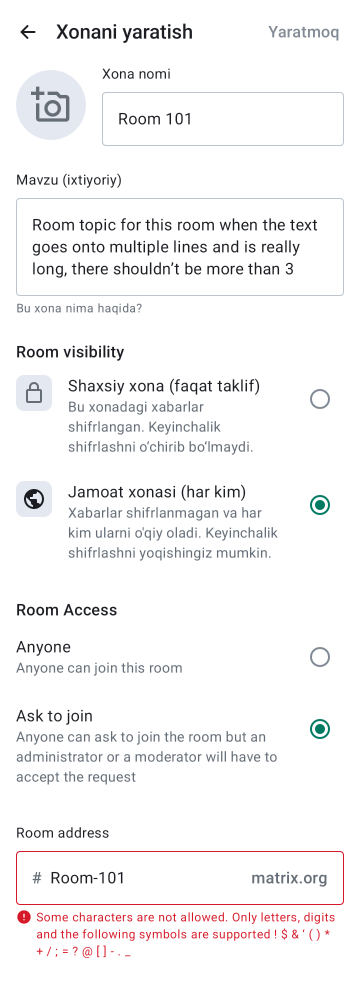 Xonani yaratish
Yaratmoq
Xona nomi
Room 101
Mavzu (ixtiyoriy)
Room topic for this room when the text
goes onto multiple lines and is really
long, there shouldn’t be more than 3
Bu xona nima haqida?
Room visibility
Shaxsiy xona (faqat taklif)
Bu xonadagi xabarlar
shifrlangan. Keyinchalik
shifrlashni o‘chirib bo‘lmaydi.
Jamoat xonasi (har kim)
Xabarlar shifrlanmagan va har
kim ularni o'qiy oladi. Keyinchalik
shifrlashni yoqishingiz mumkin.
Room Access
Anyone
Anyone can join this room
Ask to join
Anyone can ask to join the room but an
administrator or a moderator will have to
accept the request
Room address
# Room-101 matrix.org
Some characters are not allowed. Only letters, digits
and the following symbols are supported ! $ & ‘ ( ) *
+ / ; = ? @ [ ] - . _